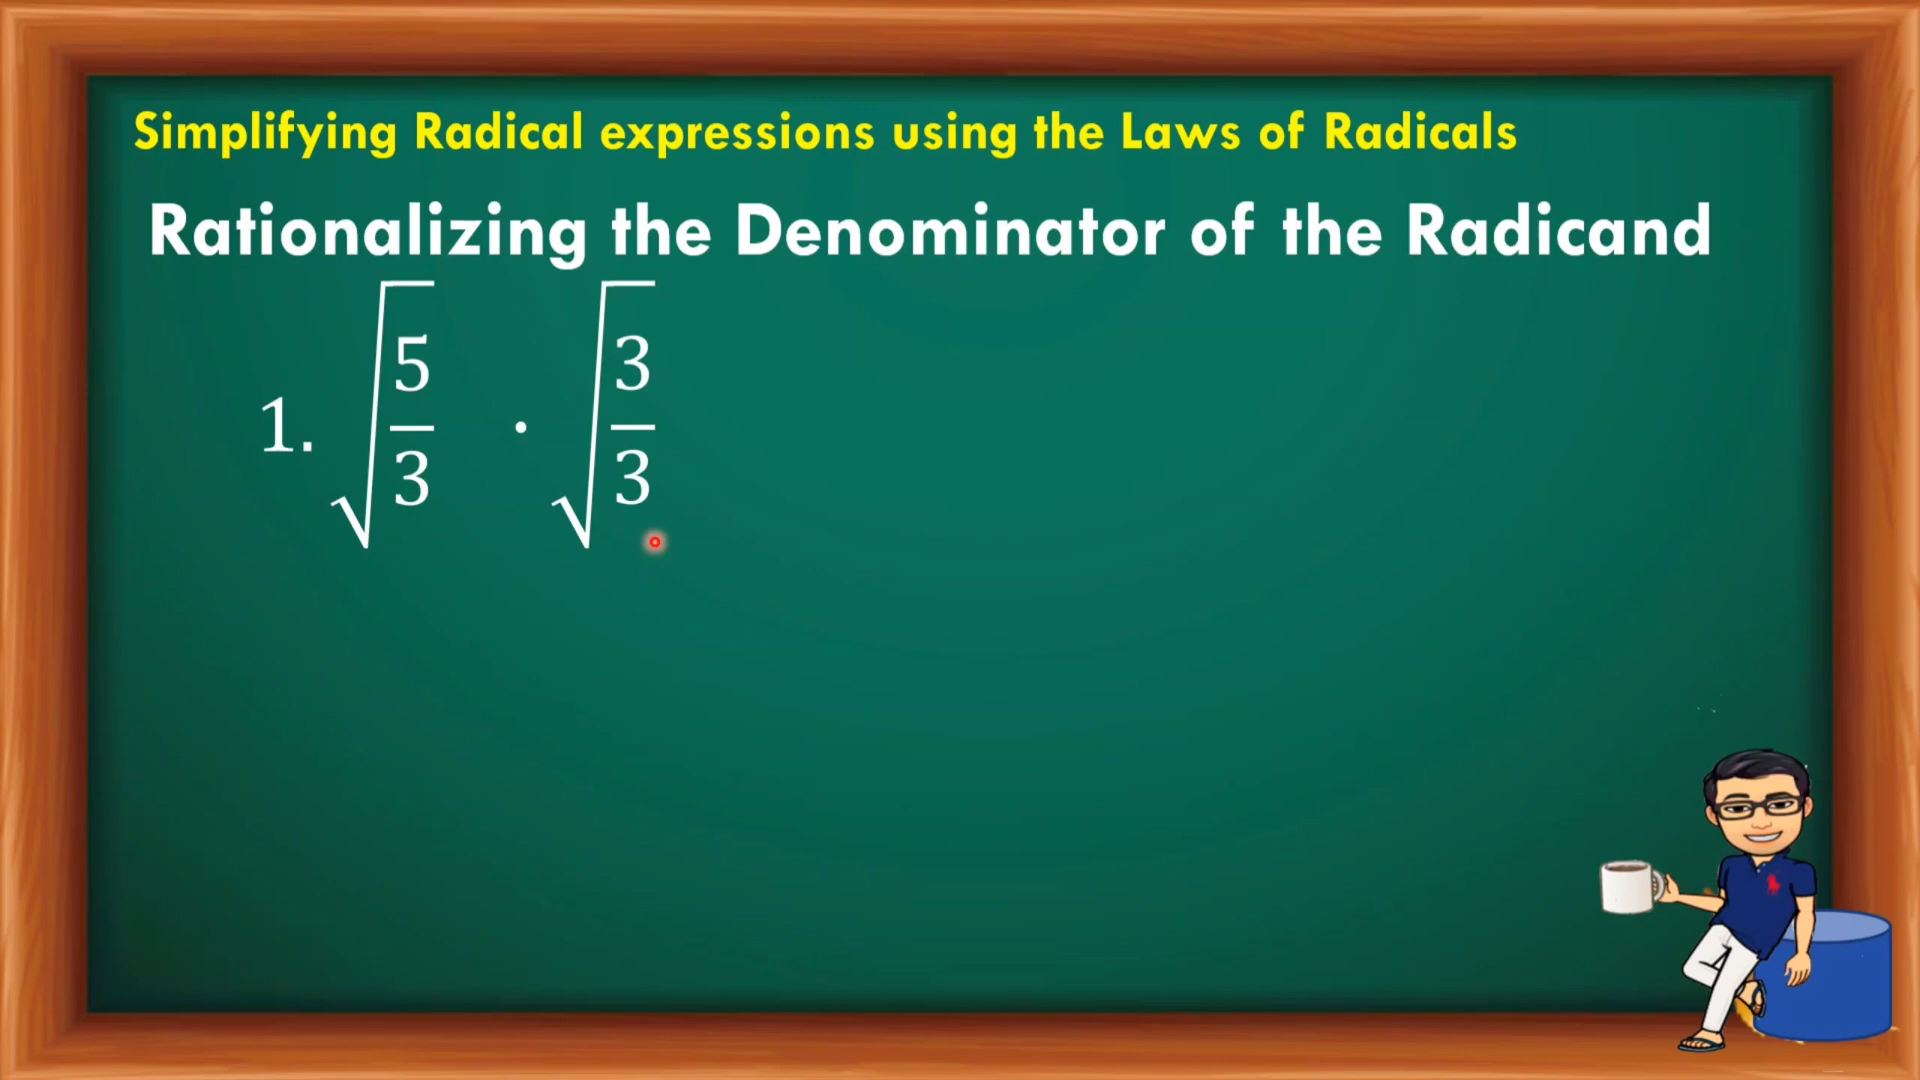 Simplifying Radical expressions using the Laws of Radicals
Rationalizing the Denominator of the Radicand
1. √(5/3) · √(3/3)